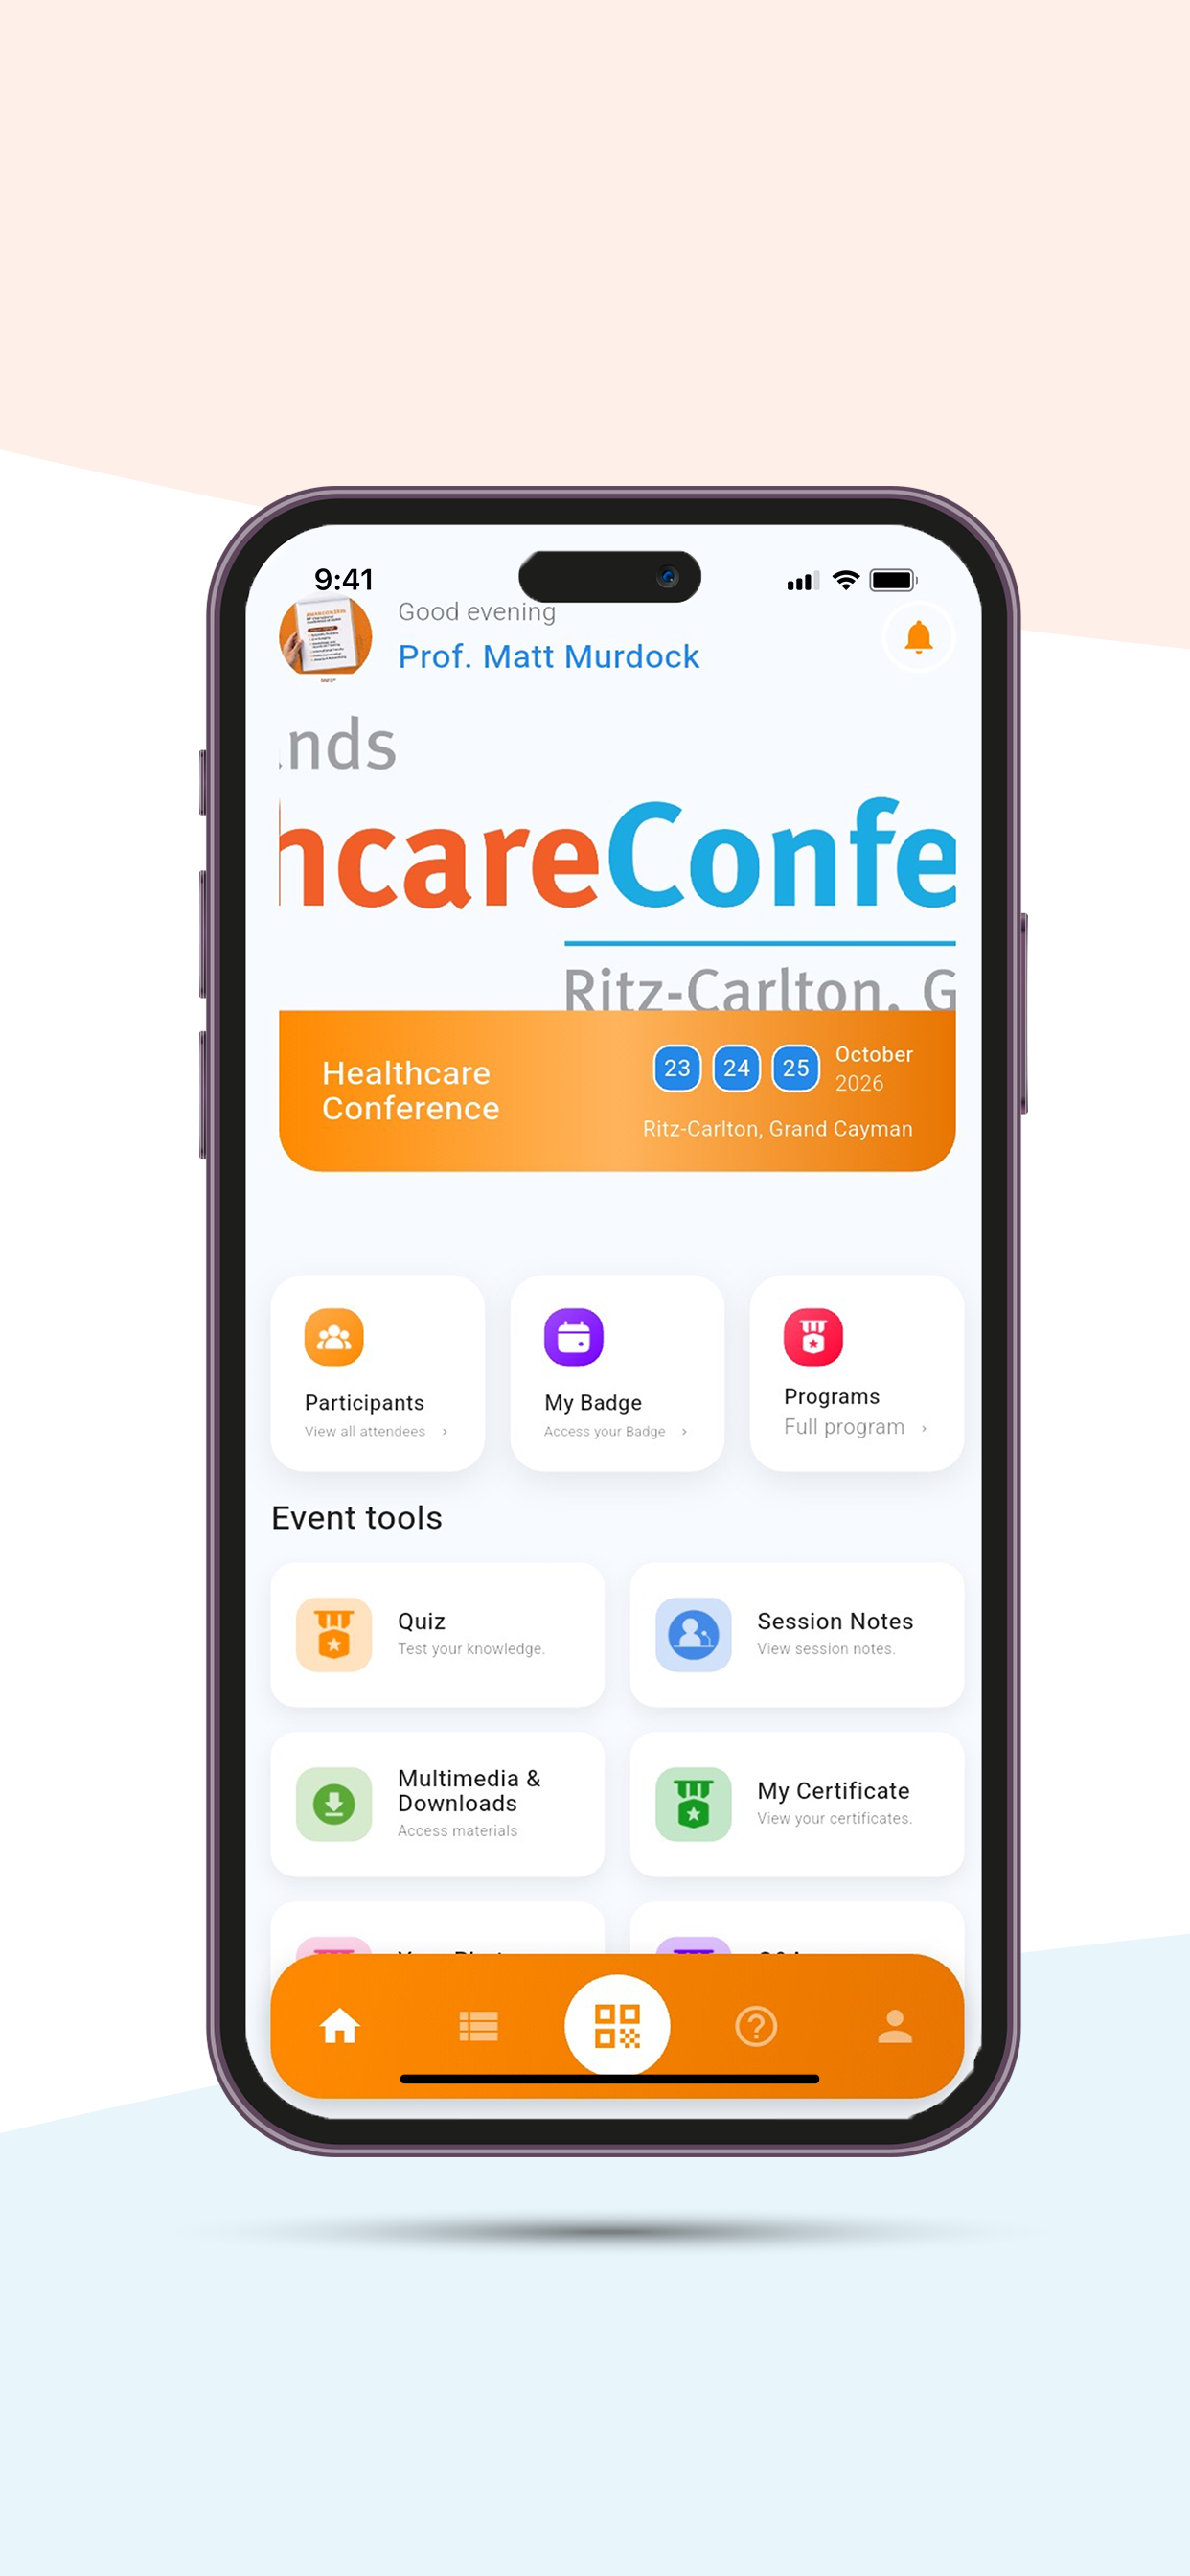 9:41
Good evening
Prof. Matt Murdock
nds
hcareConfe
Ritz-Carlton, G
Healthcare
Conference
23 24 25 October
2026
Ritz-Carlton, Grand Cayman
Participants
View all attendees
My Badge
Access your Badge
Programs
Full program
Event tools
Quiz
Test your knowledge.
Session Notes
View session notes.
Multimedia &
Downloads
Access materials
My Certificate
View your certificates.